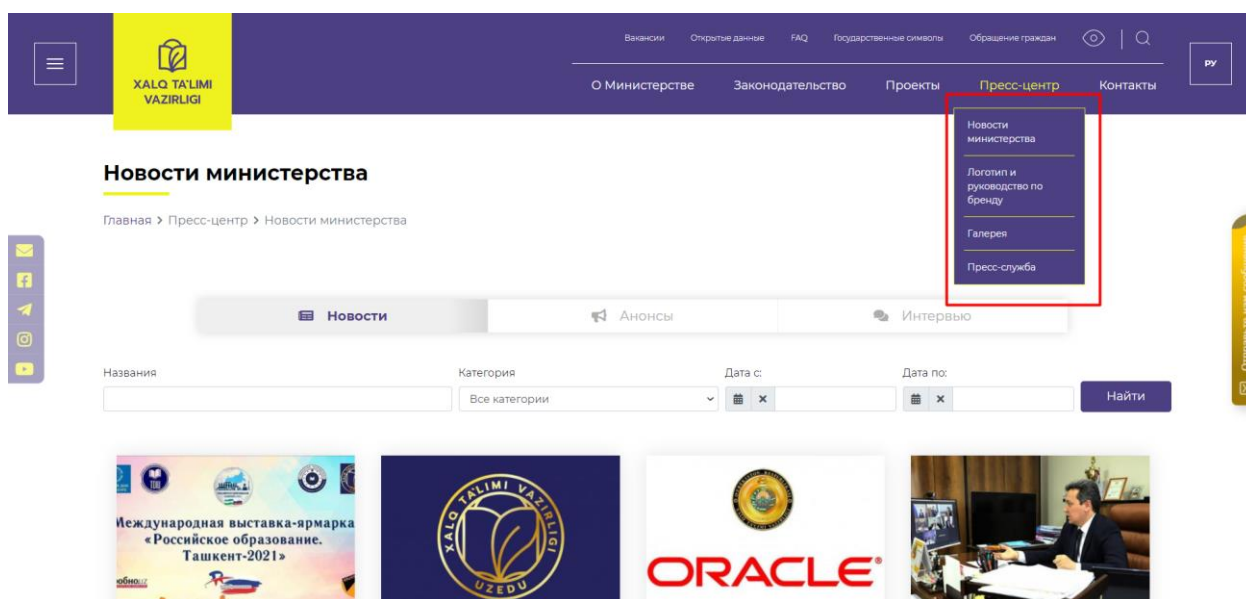 Вакансии Открытые данные FAQ Государственные символы Обращение граждан
РУ
XALQ TA'LIMI
VAZIRLIGI
О Министерстве Законодательство Проекты Пресс-центр Контакты
Новости
министерства
Логотип и
руководство по
бренду
Галерея
Пресс-служба
Новости министерства
Главная > Пресс-центр > Новости министерства
Новости Анонсы Интервью
Названия Категория Дата с: Дата по:
Все категории Найти
Международная выставка-ярмарка
«Российское образование.
Ташкент-2021»
XALQ TA'LIMI VAZIRLIGI
UZEDU
ORACLE